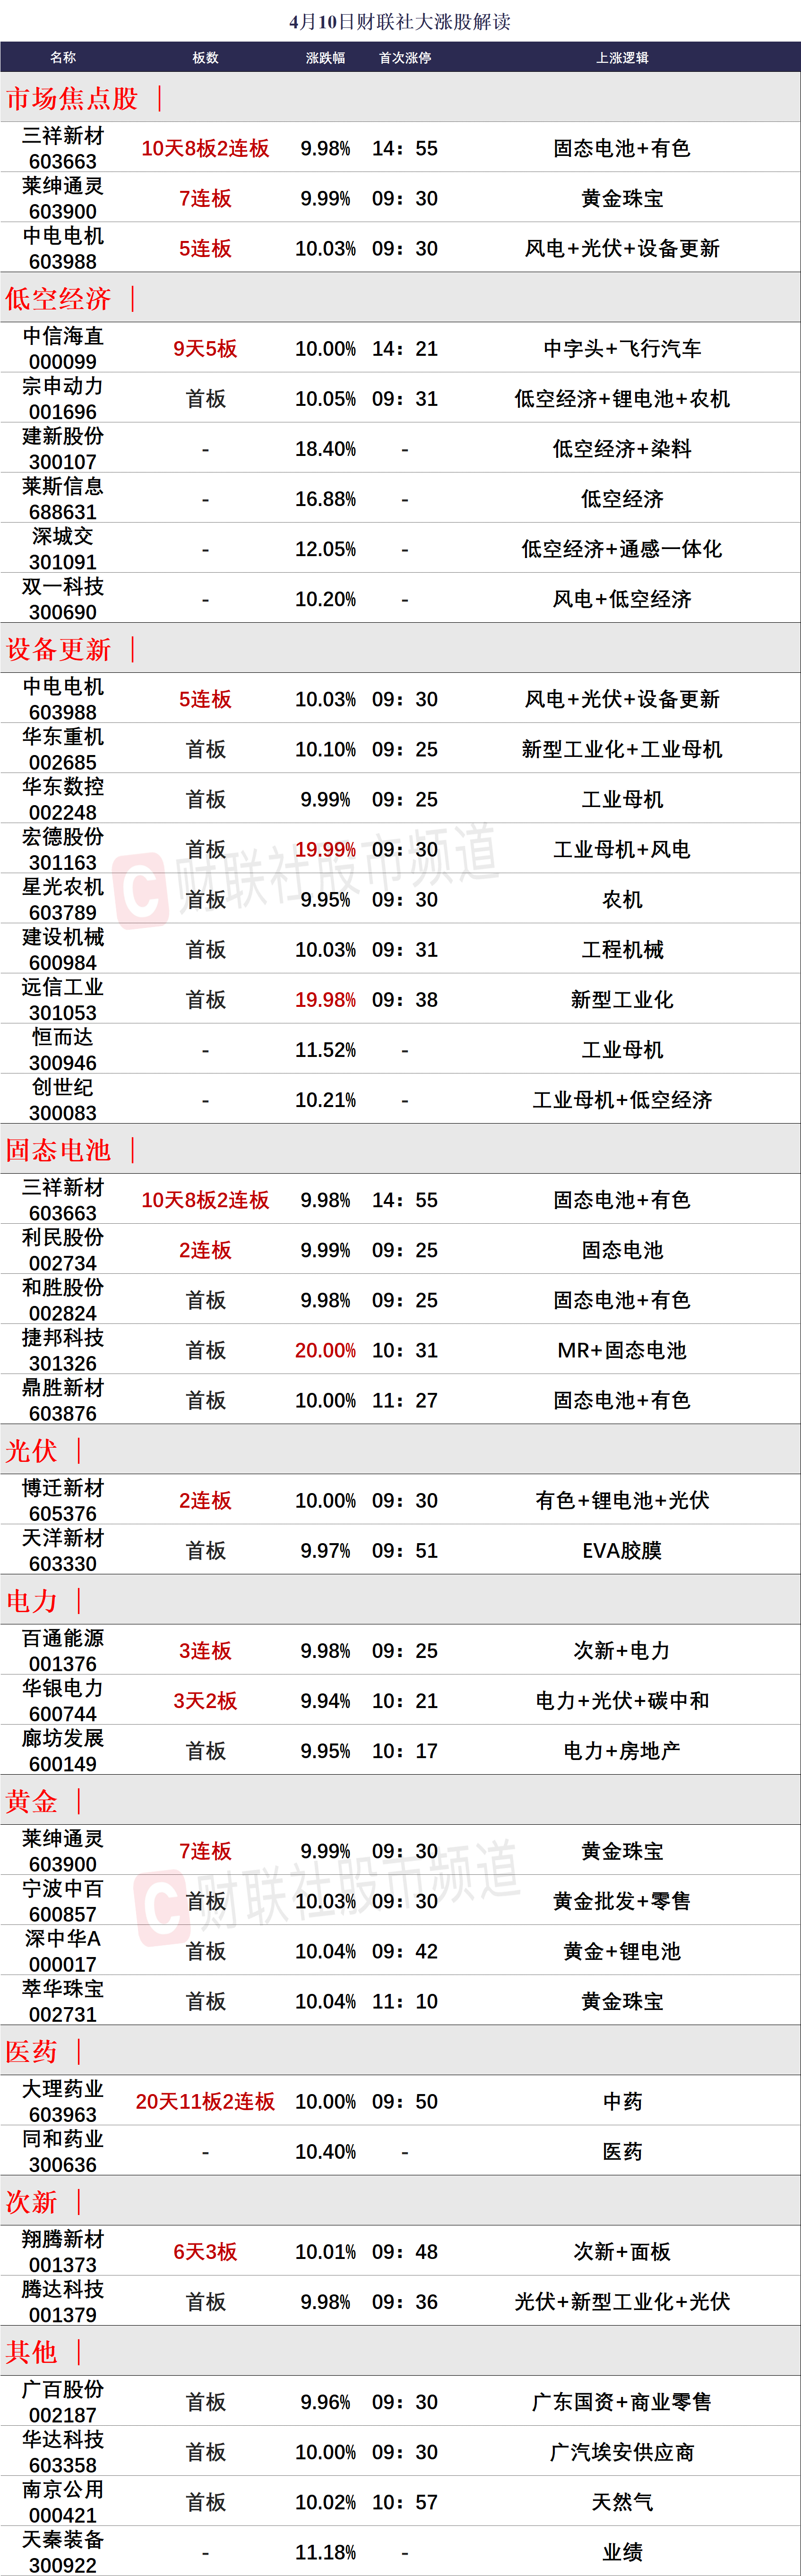 4月10日财联社大涨股解读
名称 板数 涨跌幅 首次涨停 上涨逻辑
市场焦点股 |
三祥新材
603663 10天8板2连板 9.98% 14：55 固态电池+有色
莱绅通灵
603900 7连板 9.99% 09：30 黄金珠宝
中电电机
603988 5连板 10.03% 09：30 风电+光伏+设备更新
低空经济 |
中信海直
000099 9天5板 10.00% 14：21 中字头+飞行汽车
宗申动力
001696 首板 10.05% 09：31 低空经济+锂电池+农机
建新股份
300107 - 18.40% - 低空经济+染料
莱斯信息
688631 - 16.88% - 低空经济
深城交
301091 - 12.05% - 低空经济+通感一体化
双一科技
300690 - 10.20% - 风电+低空经济
设备更新 |
中电电机
603988 5连板 10.03% 09：30 风电+光伏+设备更新
华东重机
002685 首板 10.10% 09：25 新型工业化+工业母机
华东数控
002248 首板 9.99% 09：25 工业母机
宏德股份
301163 首板 19.99% 09：30 工业母机+风电
星光农机
603789 首板 9.95% 09：30 农机
建设机械
600984 首板 10.03% 09：31 工程机械
远信工业
301053 首板 19.98% 09：38 新型工业化
恒而达
300946 - 11.52% - 工业母机
创世纪
300083 - 10.21% - 工业母机+低空经济
C 财联社股市频道
固态电池 |
三祥新材
603663 10天8板2连板 9.98% 14：55 固态电池+有色
利民股份
002734 2连板 9.99% 09：25 固态电池
和胜股份
002824 首板 9.98% 09：25 固态电池+有色
捷邦科技
301326 首板 20.00% 10：31 MR+固态电池
鼎胜新材
603876 首板 10.00% 11：27 固态电池+有色
光伏 |
博迁新材
605376 2连板 10.00% 09：30 有色+锂电池+光伏
天洋新材
603330 首板 9.97% 09：51 EVA胶膜
电力 |
百通能源
001376 3连板 9.98% 09：25 次新+电力
华银电力
600744 3天2板 9.94% 10：21 电力+光伏+碳中和
廊坊发展
600149 首板 9.95% 10：17 电力+房地产
黄金 |
莱绅通灵
603900 7连板 9.99% 09：30 黄金珠宝
宁波中百
600857 首板 10.03% 09：30 黄金批发+零售
深中华A
000017 首板 10.04% 09：42 黄金+锂电池
萃华珠宝
002731 首板 10.04% 11：10 黄金珠宝
C 财联社股市频道
医药 |
大理药业
603963 20天11板2连板 10.00% 09：50 中药
同和药业
300636 - 10.40% - 医药
次新 |
翔腾新材
001373 6天3板 10.01% 09：48 次新+面板
腾达科技
001379 首板 9.98% 09：36 光伏+新型工业化+光伏
其他 |
广百股份
002187 首板 9.96% 09：30 广东国资+商业零售
华达科技
603358 首板 10.00% 09：30 广汽埃安供应商
南京公用
000421 首板 10.02% 10：57 天然气
天秦装备
300922 - 11.18% - 业绩